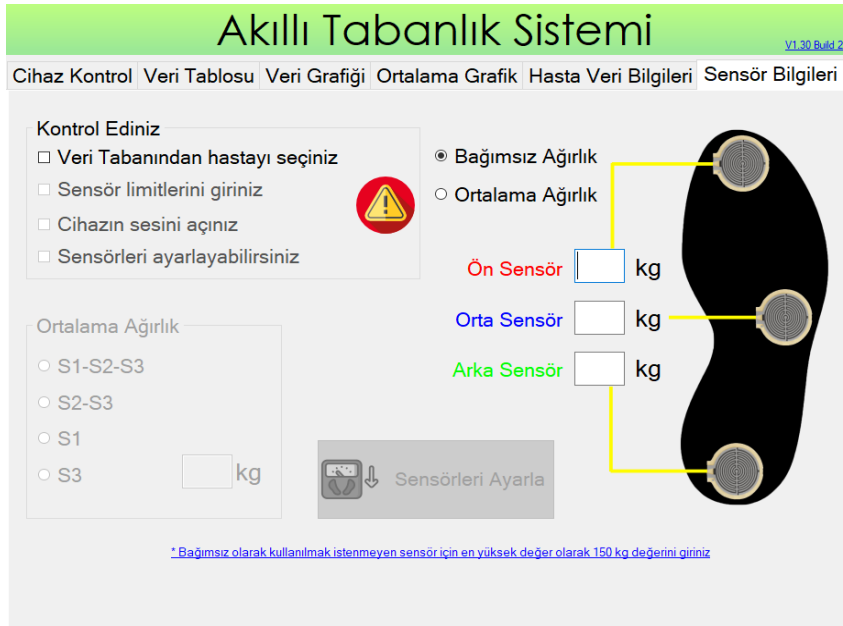 Akıllı Tabanlık Sistemi
V1.30 Build 2
Cihaz Kontrol Veri Tablosu Veri Grafiği Ortalama Grafik Hasta Veri Bilgileri Sensör Bilgileri
Kontrol Ediniz
Veri Tabanından hastayı seçiniz
Sensör limitlerini giriniz
Cihazın sesini açınız
Sensörleri ayarlayabilirsiniz
Bağımsız Ağırlık
Ortalama Ağırlık
Ön Sensör kg
Orta Sensör kg
Arka Sensör kg
Ortalama Ağırlık
S1-S2-S3
S2-S3
S1
S3 kg
Sensörleri Ayarla
* Bağımsız olarak kullanılmak istenmeyen sensör için en yüksek değer olarak 150 kg değerini giriniz